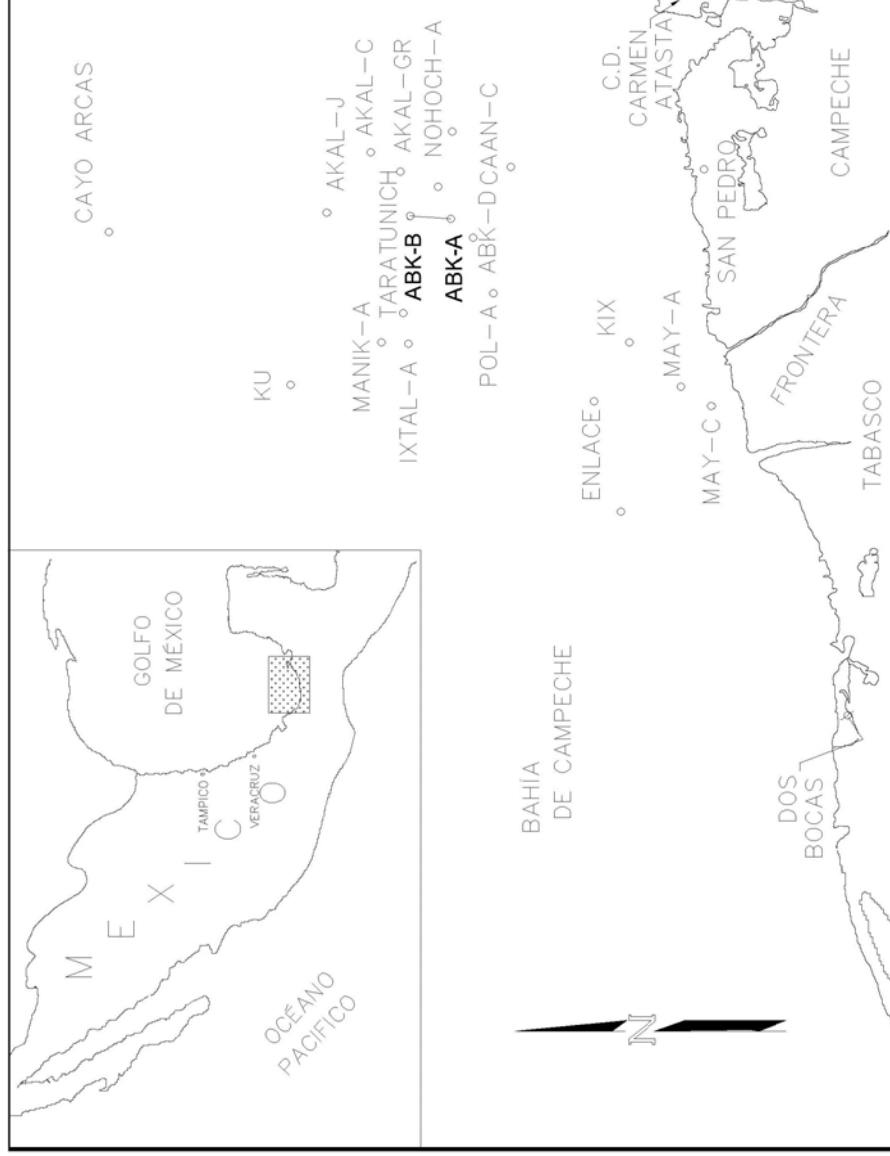 GOLFO
DE MÉXICO
M E X I C O
TAMPICO
VERACRUZ
OCÉANO
PACIFICO
CAYO ARCAS
KU
AKAL-J
AKAL-C
MANIK-A
TARATUNICH
AKAL-GR
IXTAL-A
ABK-B
NOHOCH-A
ABK-A
POL-A
ABK-D
CAAN-C
BAHÍA
DE CAMPECHE
ENLACE
KIX
MAY-A
MAY-C
C.D.
CARMEN
ATASTA
SAN PEDRO
N
DOS
BOCAS
FRONTERA
TABASCO
CAMPECHE